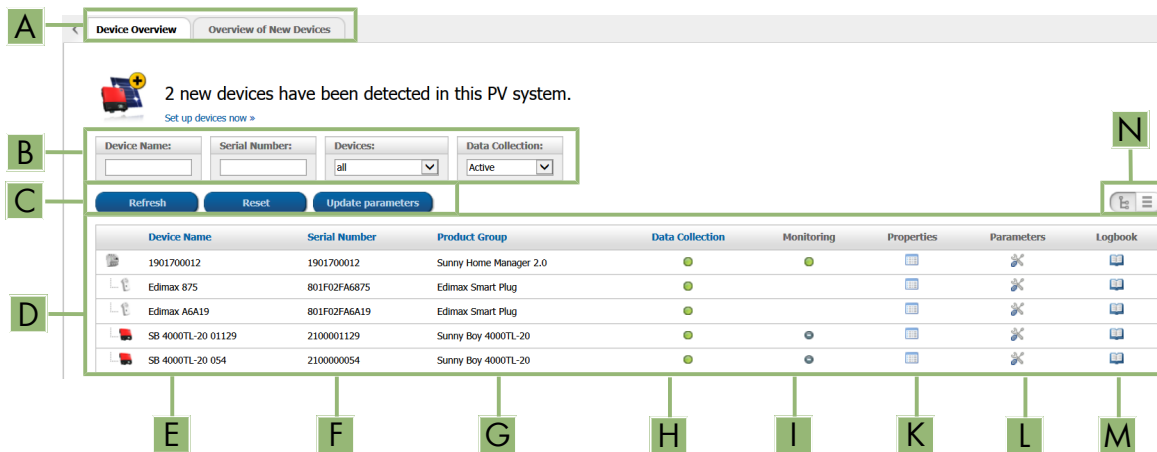 A
Device Overview Overview of New Devices
2 new devices have been detected in this PV system.
Set up devices now »
N
B
Device Name: Serial Number: Devices: Data Collection:
all Active
C
Refresh Reset Update parameters
Device Name Serial Number Product Group Data Collection Monitoring Properties Parameters Logbook
1901700012 1901700012 Sunny Home Manager 2.0
Edimax 875 801F02FA6875 Edimax Smart Plug
D
Edimax A6A19 801F02FA6A19 Edimax Smart Plug
SB 4000TL-20 01129 2100001129 Sunny Boy 4000TL-20
SB 4000TL-20 054 2100000054 Sunny Boy 4000TL-20
E F G H I K L M